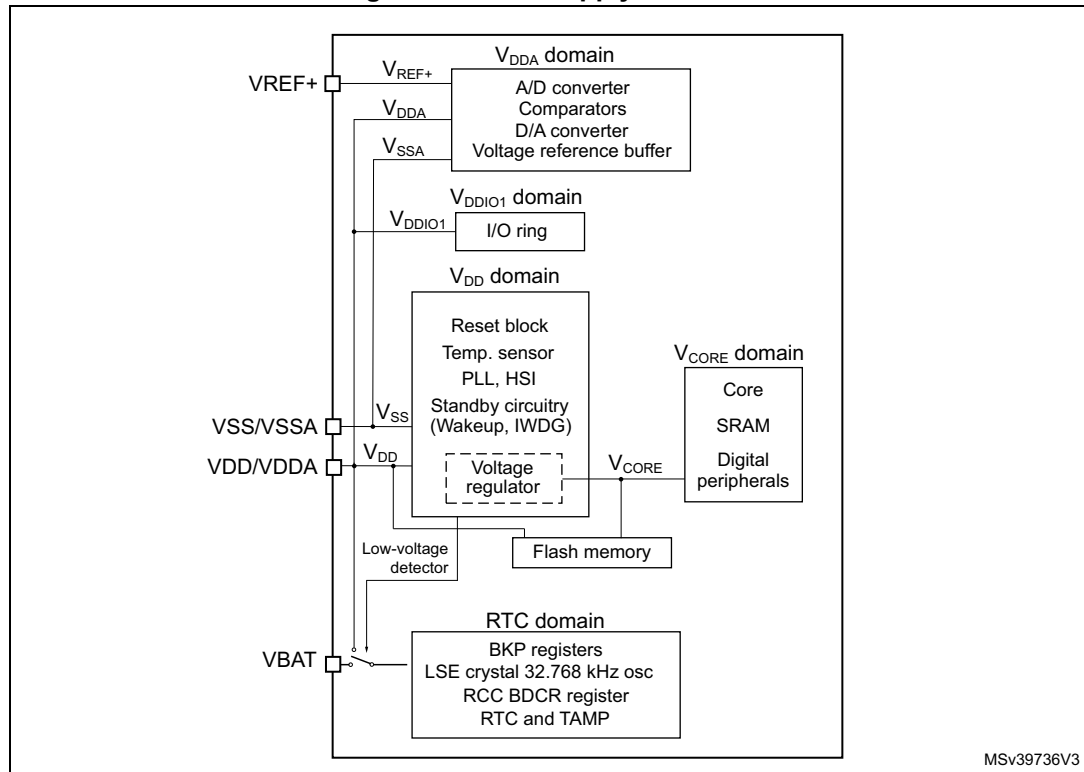 VDDA domain
VREF+
VREF+
A/D converter
Comparators
D/A converter
Voltage reference buffer
VDDA
VSSA
VDDIO1 domain
VDDIO1
I/O ring
VDD domain
Reset block
Temp. sensor
PLL, HSI
Standby circuitry
(Wakeup, IWDG)
Voltage
regulator
VSS/VSSA
VSS
VDD/VDDA
VDD
VCORE
VCORE domain
Core
SRAM
Digital
peripherals
Flash memory
Low-voltage
detector
RTC domain
VBAT
BKP registers
LSE crystal 32.768 kHz osc
RCC BDCR register
RTC and TAMP
MSv39736V3